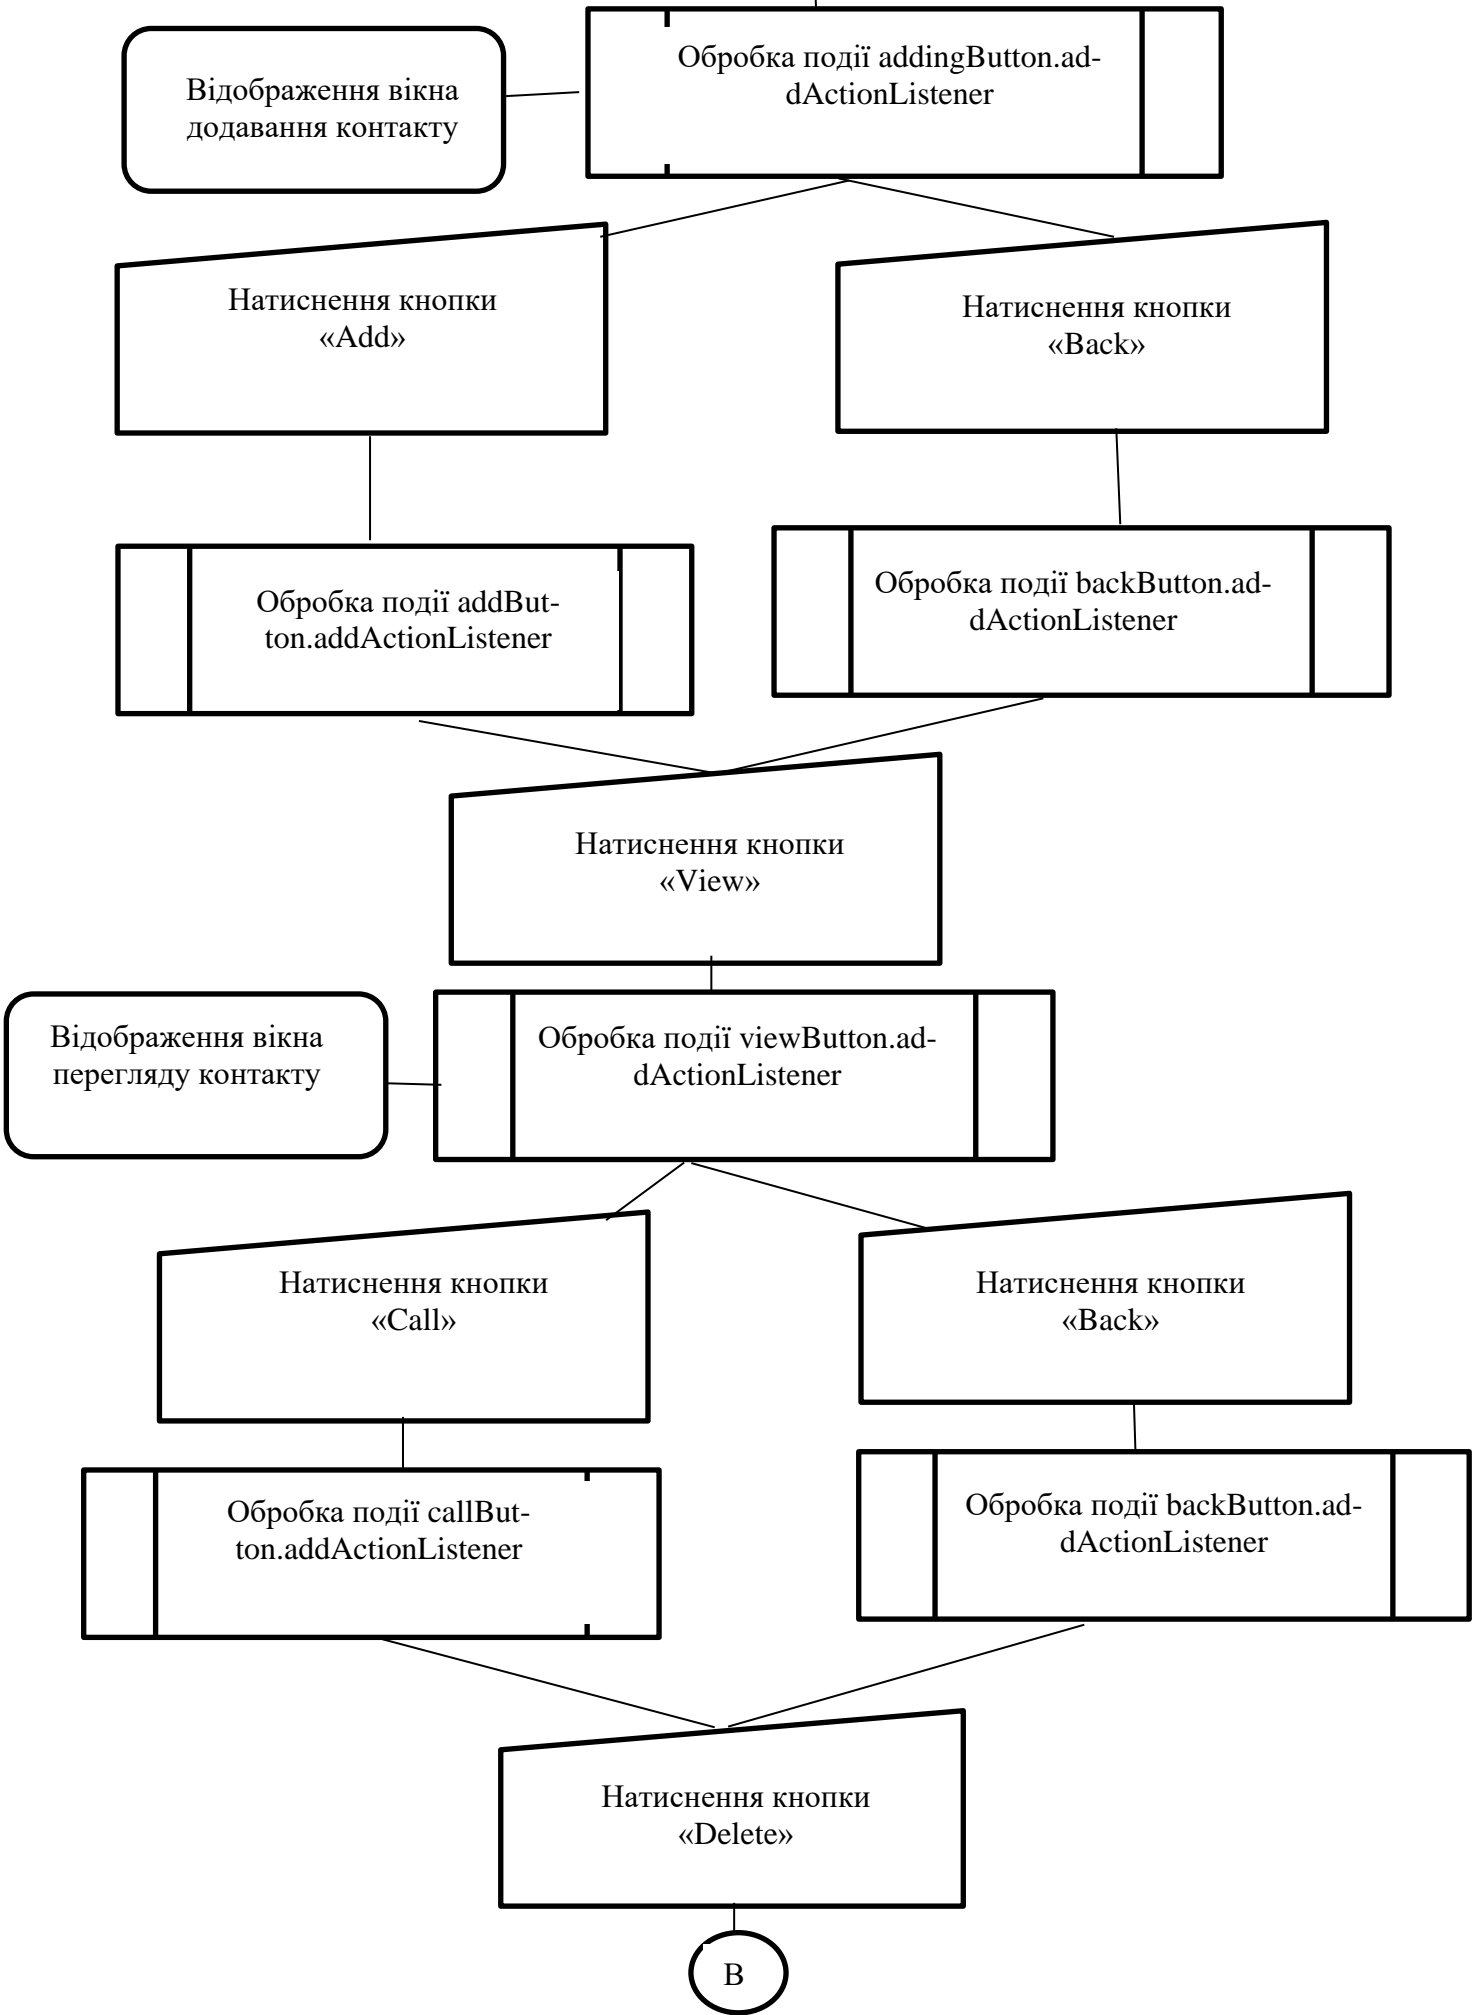 Відображення вікна
додавання контакту
Обробка події addingButton.ad-
dActionListener
Натиснення кнопки
«Add»
Натиснення кнопки
«Back»
Обробка події addBut-
ton.addActionListener
Обробка події backButton.ad-
dActionListener
Натиснення кнопки
«View»
Відображення вікна
перегляду контакту
Обробка події viewButton.ad-
dActionListener
Натиснення кнопки
«Call»
Натиснення кнопки
«Back»
Обробка події callBut-
ton.addActionListener
Обробка події backButton.ad-
dActionListener
Натиснення кнопки
«Delete»
В